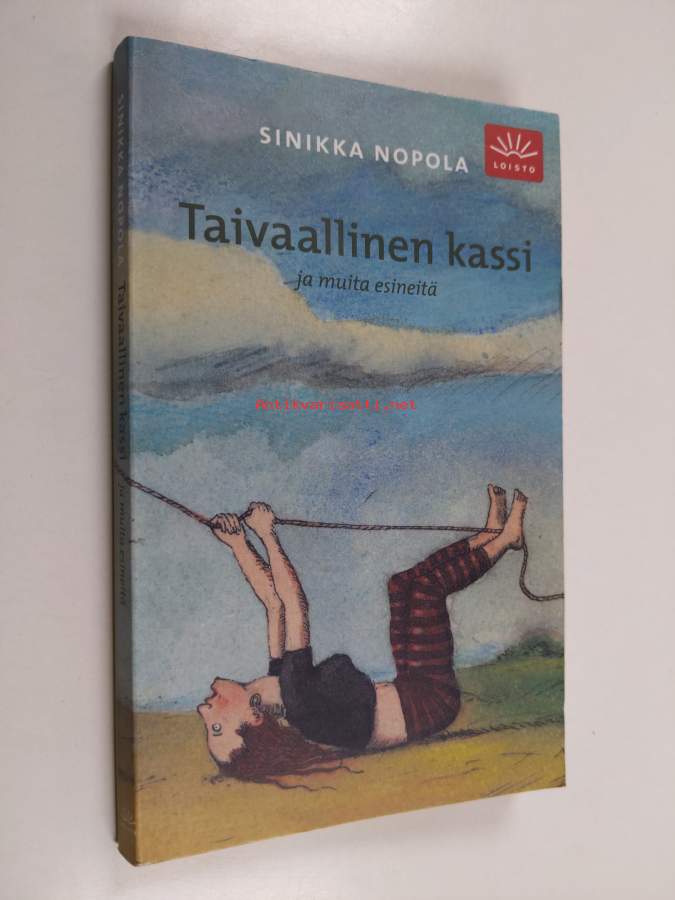 SINIKKA NOPOLA
LOISTO
Taivaallinen kassi
ja muita esineitä
Antikvariaatti.net
SINIKKA NOPOLA Taivaallinen kassi ja muita esineitä